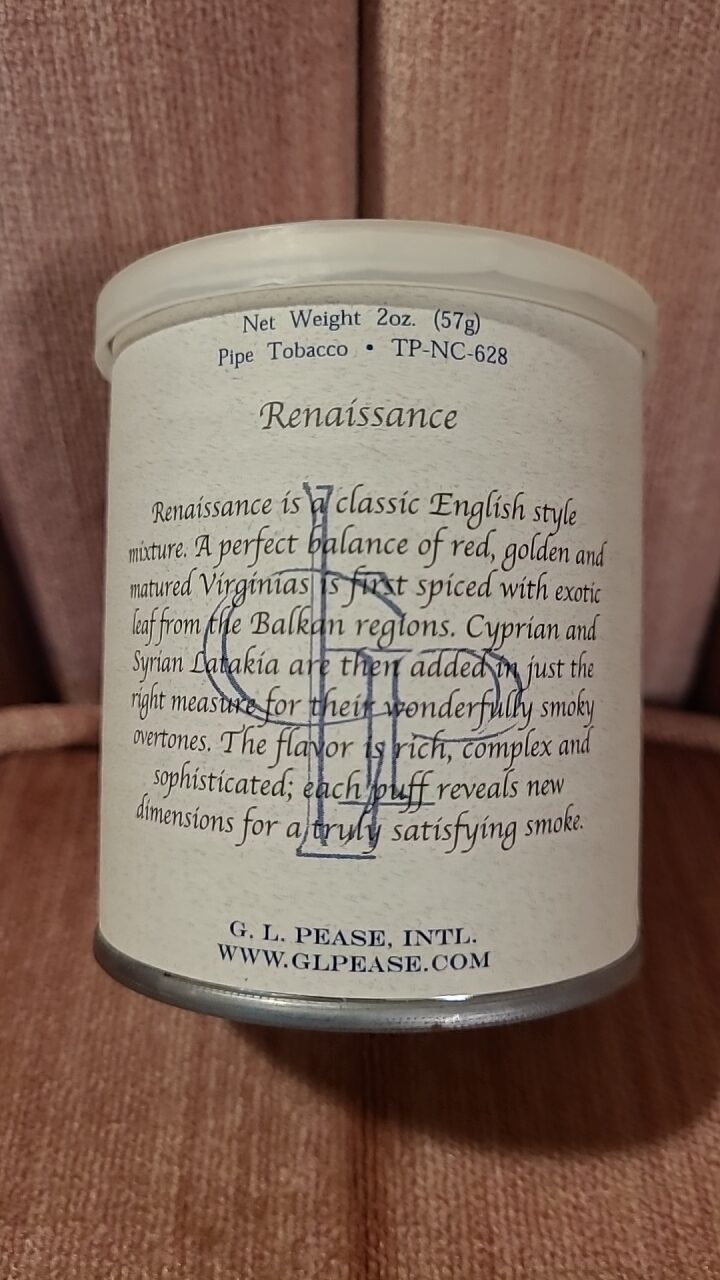 Net Weight 2oz. (57g)
Pipe Tobacco • TP-NC-628
Renaissance
Renaissance is a classic English style
mixture. A perfect balance of red, golden and
matured Virginias is first spiced with exotic
leaf from the Balkan regions. Cyprian and
Syrian Latakia are then added in just the
right measure for their wonderfully smoky
overtones. The flavor is rich, complex and
sophisticated; each puff reveals new
dimensions for a truly satisfying smoke.
G. L. PEASE, INTL.
WWW.GLPEASE.COM